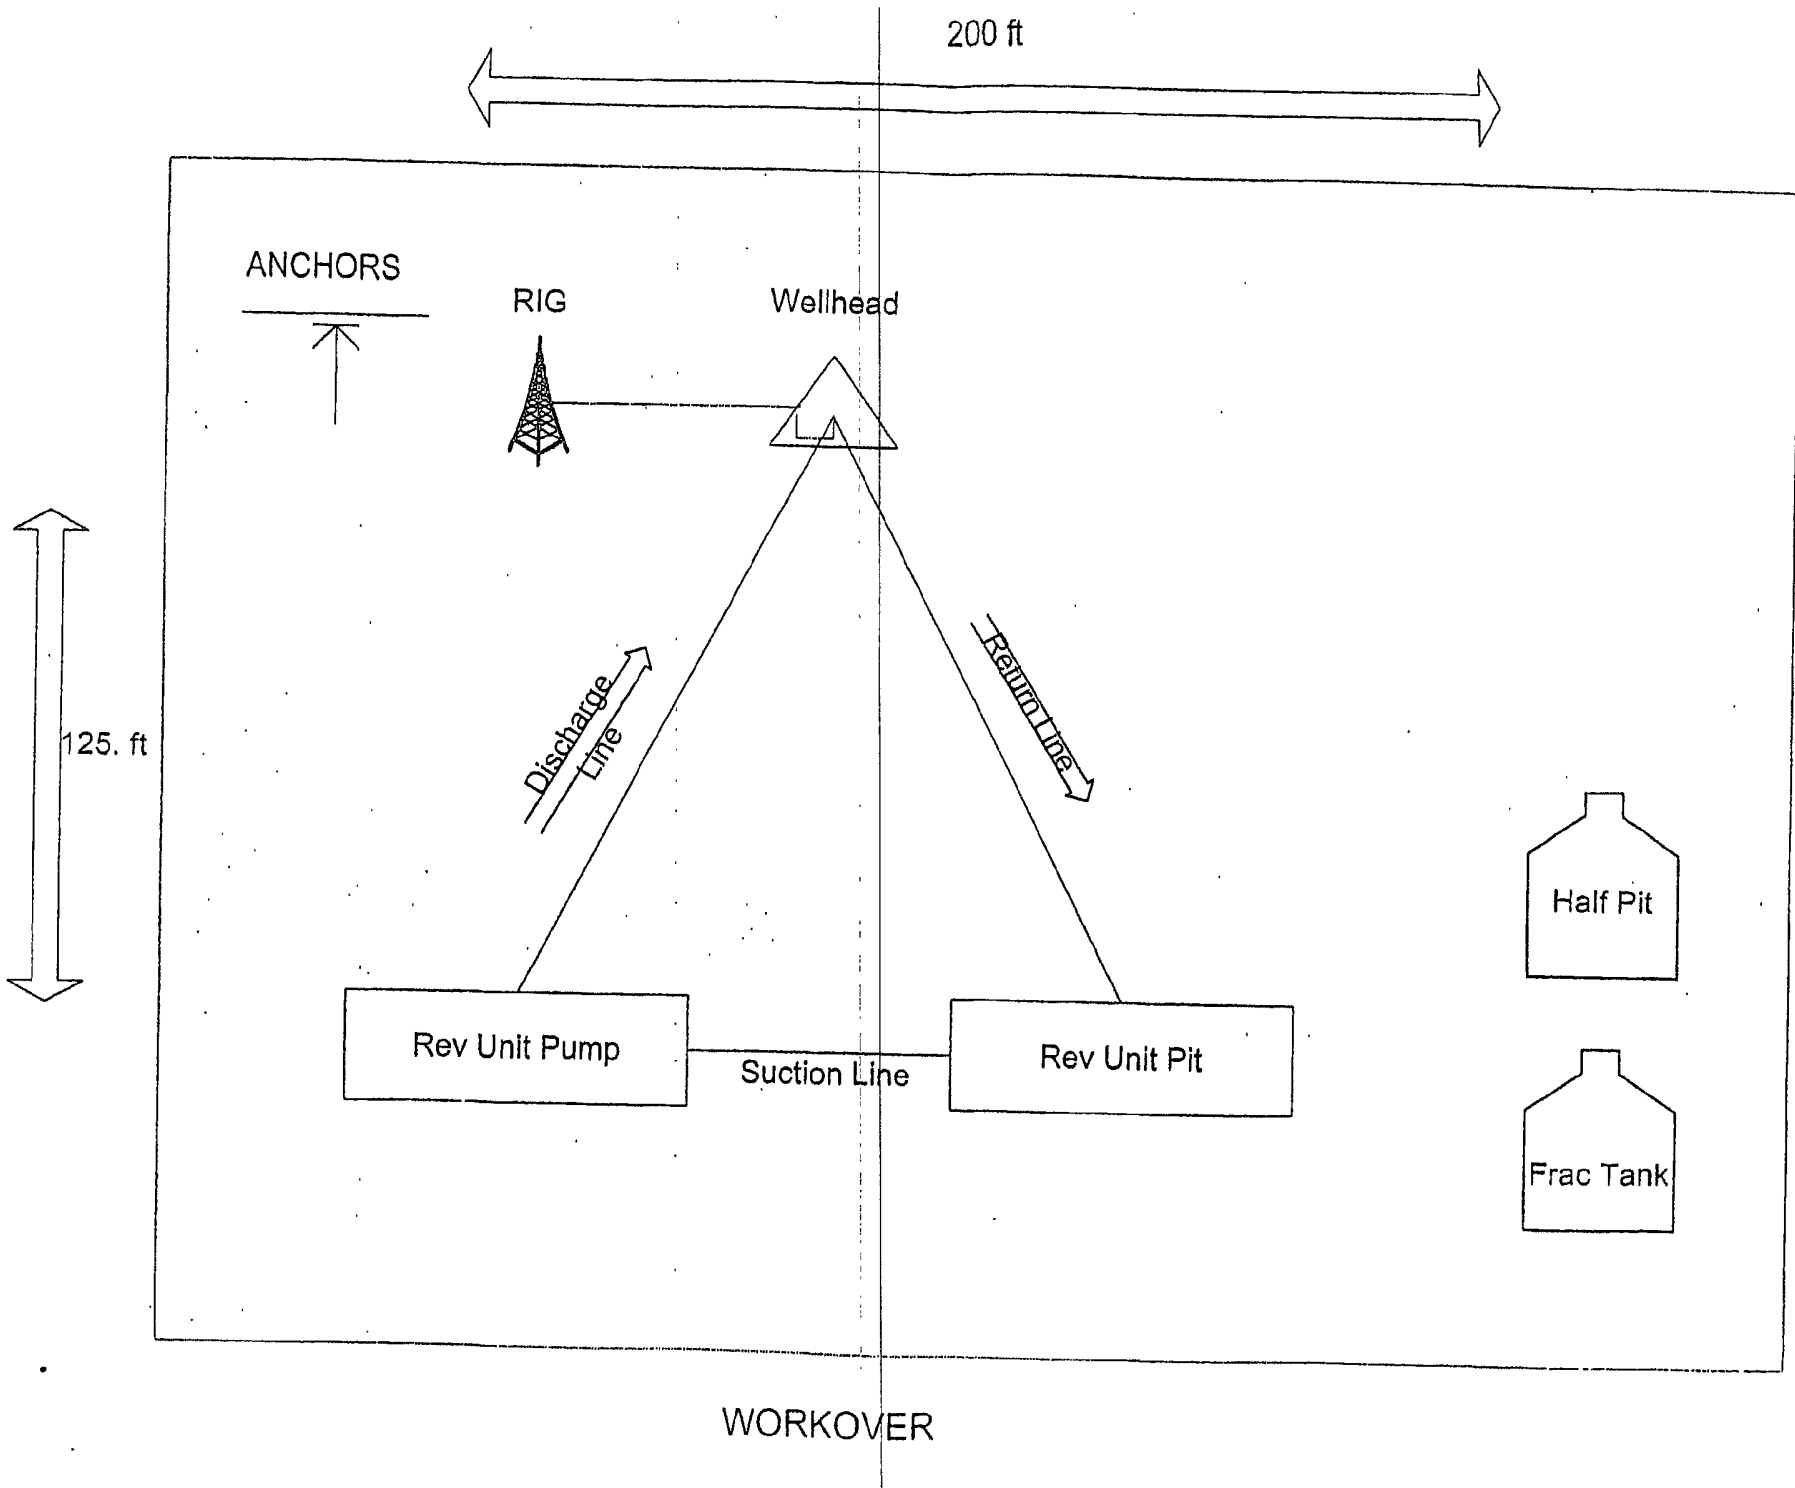 200 ft
ANCHORS
RIG
Wellhead
125. ft
Discharge
Line
Return Line
Half Pit
Rev Unit Pump
Suction Line
Rev Unit Pit
Frac Tank
WORKOVER